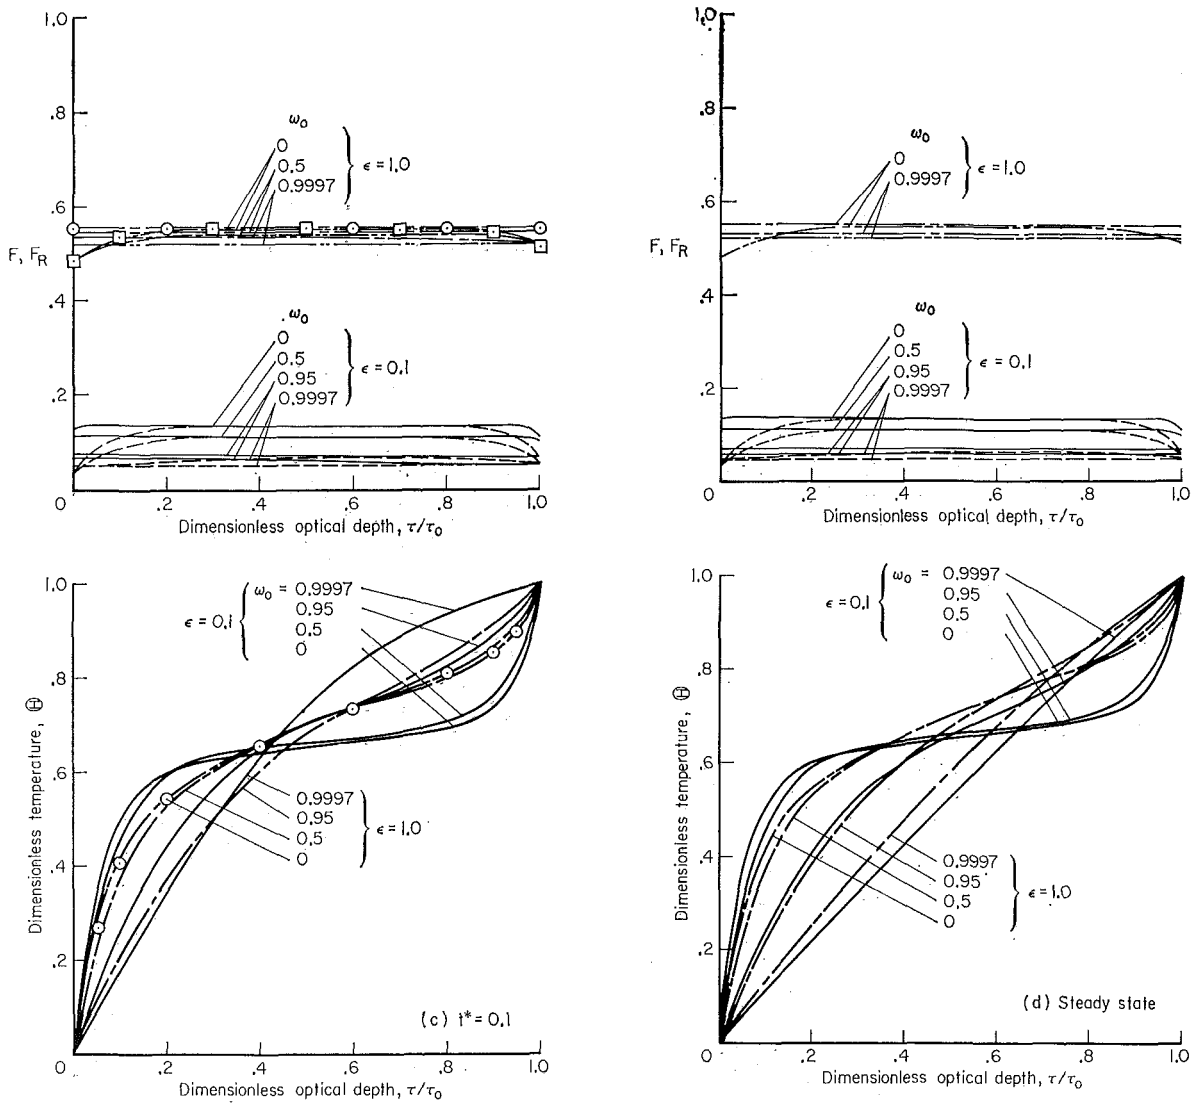 1.0
.8
.6
F, FR
.4
.2
0
ω₀
0
0.5
0.9997
ε = 1.0
ω₀
0
0.5
0.95
0.9997
ε = 0.1
0 .2 .4 .6 .8 1.0
Dimensionless optical depth, τ/τ₀
1.0
.8
.6
F, FR
.4
.2
ω₀
0
0.9997
ε = 1.0
ω₀
0
0.5
0.95
0.9997
ε = 0.1
0 .2 .4 .6 .8 1.0
Dimensionless optical depth, τ/τ₀
1.0
.8
.6
.4
.2
Dimensionless temperature, Ⓗ
ε = 0.1
ω₀ = 0.9997
0.95
0.5
0
0.9997
0.95
0.5
0
ε = 1.0
(c) t* = 0.1
0 .2 .4 .6 .8 1.0
Dimensionless optical depth, τ/τ₀
1.0
.8
.6
.4
.2
Dimensionless temperature, Ⓗ
ε = 0.1
ω₀ = 0.9997
0.95
0.5
0
0.9997
0.95
0.5
0
ε = 1.0
(d) Steady state
0 .2 .4 .6 .8 1.0
Dimensionless optical depth, τ/τ₀